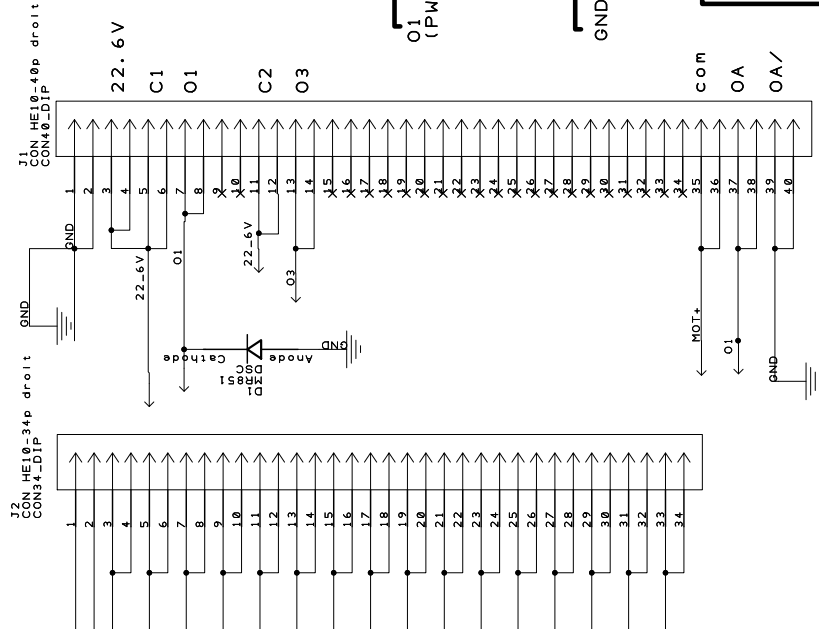 O1
(PW
GND
22.6V
C1
O1
C2
O3
com
OA
OA/
J1
CON HE10-40p droit
CON40_DIP
1 2 3 4 5 6 7 8 9 10 11 12 13 14 15 16 17 18 19 20 21 22 23 24 25 26 27 28 29 30 31 32 33 34 35 36 37 38 39 40
GND
GND
22_6V
O1
22_6V
O3
MOT+
O1
GND
Cathode
Anode
GND
D1
MR851
DSC
J2
CON HE10-34p droit
CON34_DIP
1 2 3 4 5 6 7 8 9 10 11 12 13 14 15 16 17 18 19 20 21 22 23 24 25 26 27 28 29 30 31 32 33 34